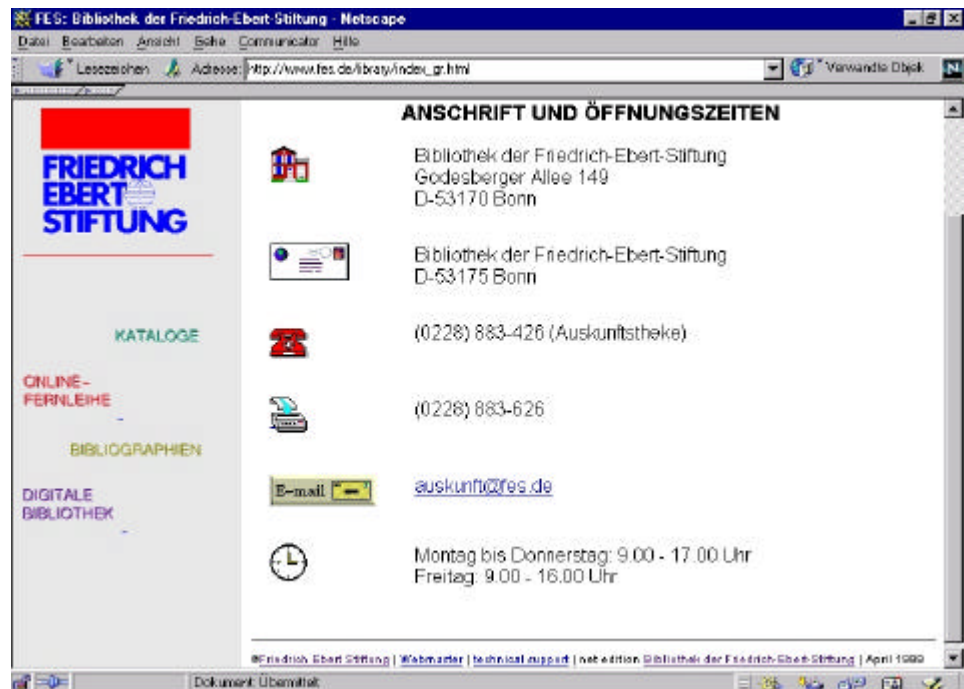 FES: Bibliothek der Friedrich-Ebert-Stiftung - Netscape
Datei Bearbeiten Ansicht Gehe Communicator Hilfe
Lesezeichen Adresse: http://www.fes.de/library/index_gr.html Verwandte Objek
FRIEDRICH
EBERT
STIFTUNG
KATALOGE
ONLINE-
FERNLEIHE
BIBLIOGRAPHIEN
DIGITALE
BIBLIOTHEK
ANSCHRIFT UND ÖFFNUNGSZEITEN
Bibliothek der Friedrich-Ebert-Stiftung
Godesberger Allee 149
D-53170 Bonn
Bibliothek der Friedrich-Ebert-Stiftung
D-53175 Bonn
(0228) 883-426 (Auskunftstheke)
(0228) 883-626
E-mail
auskunft@fes.de
Montag bis Donnerstag: 9.00 - 17.00 Uhr
Freitag: 9.00 - 16.00 Uhr
Friedrich Ebert Stiftung | Webmaster | technical support | net edition Bibliothek der Friedrich-Ebert-Stiftung | April
Dokument: Übermittelt